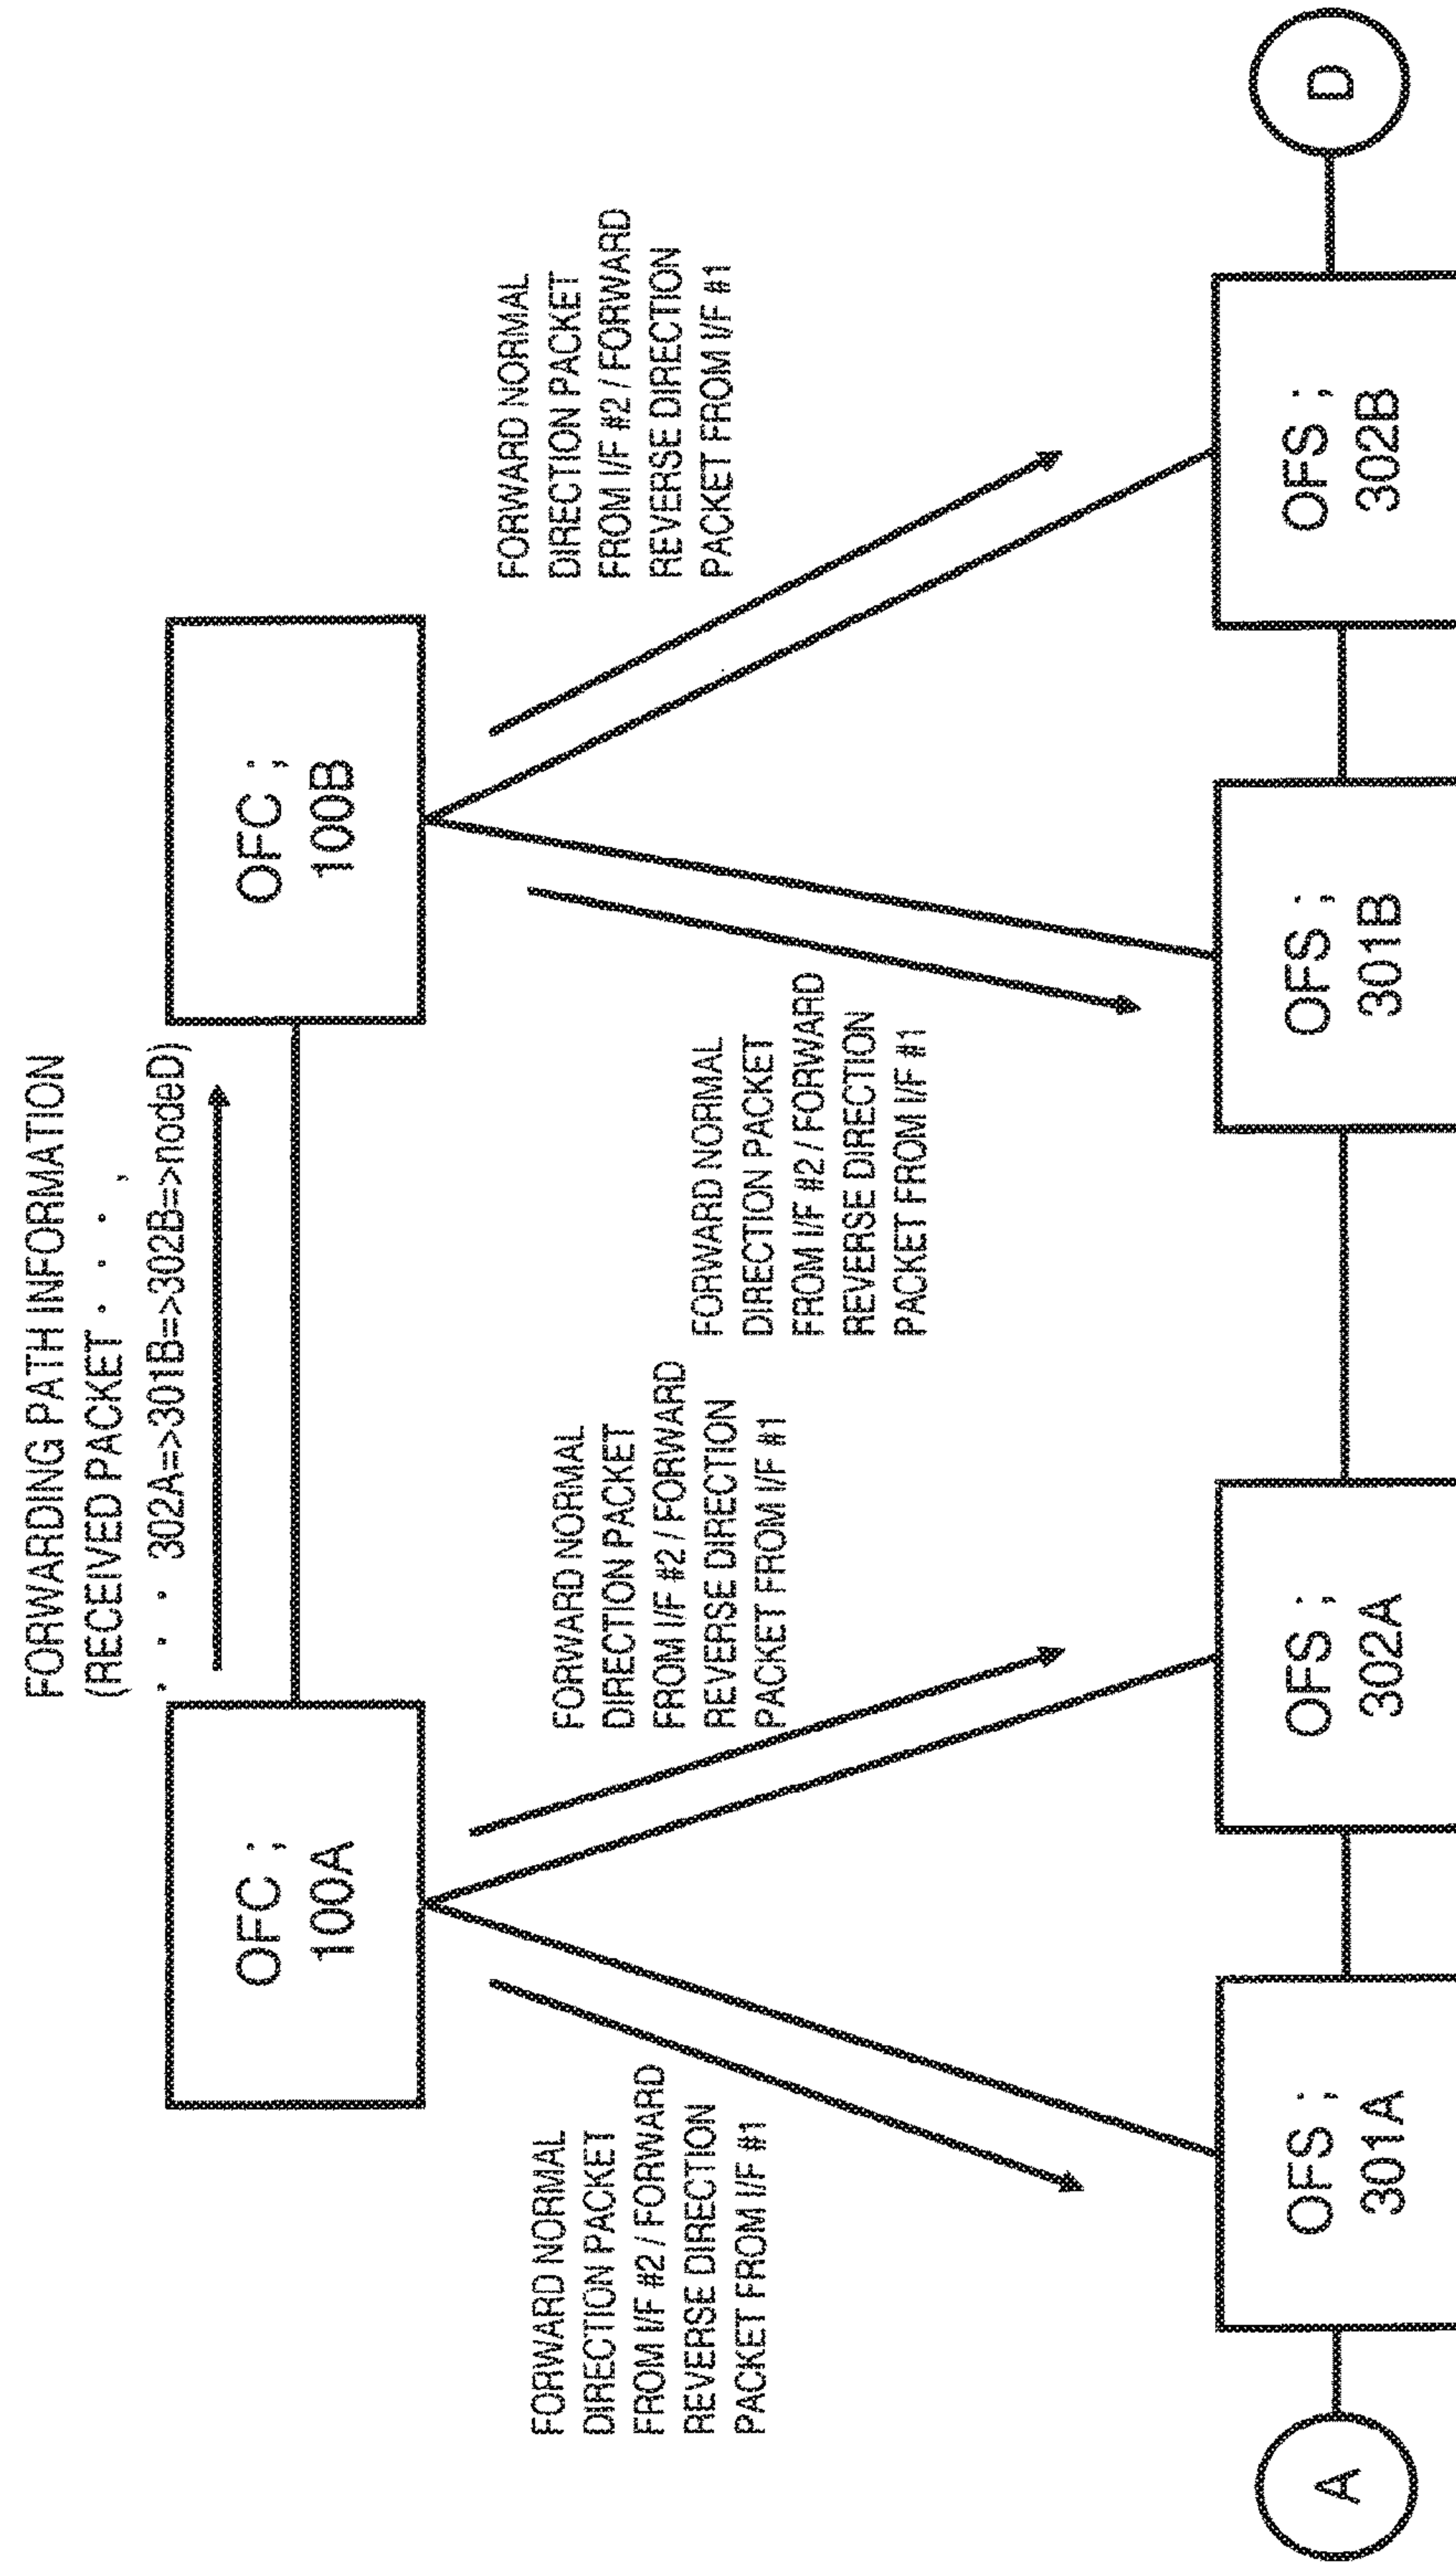 FORWARDING PATH INFORMATION
(RECEIVED PACKET · · · ,
· · · 302A=>301B=>302B=>nodeD)
OFC ;
100A
OFC ;
100B
FORWARD NORMAL
DIRECTION PACKET
FROM I/F #2 / FORWARD
REVERSE DIRECTION
PACKET FROM I/F #1
FORWARD NORMAL
DIRECTION PACKET
FROM I/F #2 / FORWARD
REVERSE DIRECTION
PACKET FROM I/F #1
FORWARD NORMAL
DIRECTION PACKET
FROM I/F #2 / FORWARD
REVERSE DIRECTION
PACKET FROM I/F #1
FORWARD NORMAL
DIRECTION PACKET
FROM I/F #2 / FORWARD
REVERSE DIRECTION
PACKET FROM I/F #1
A
OFS ;
301A
OFS ;
302A
OFS ;
301B
OFS ;
302B
D